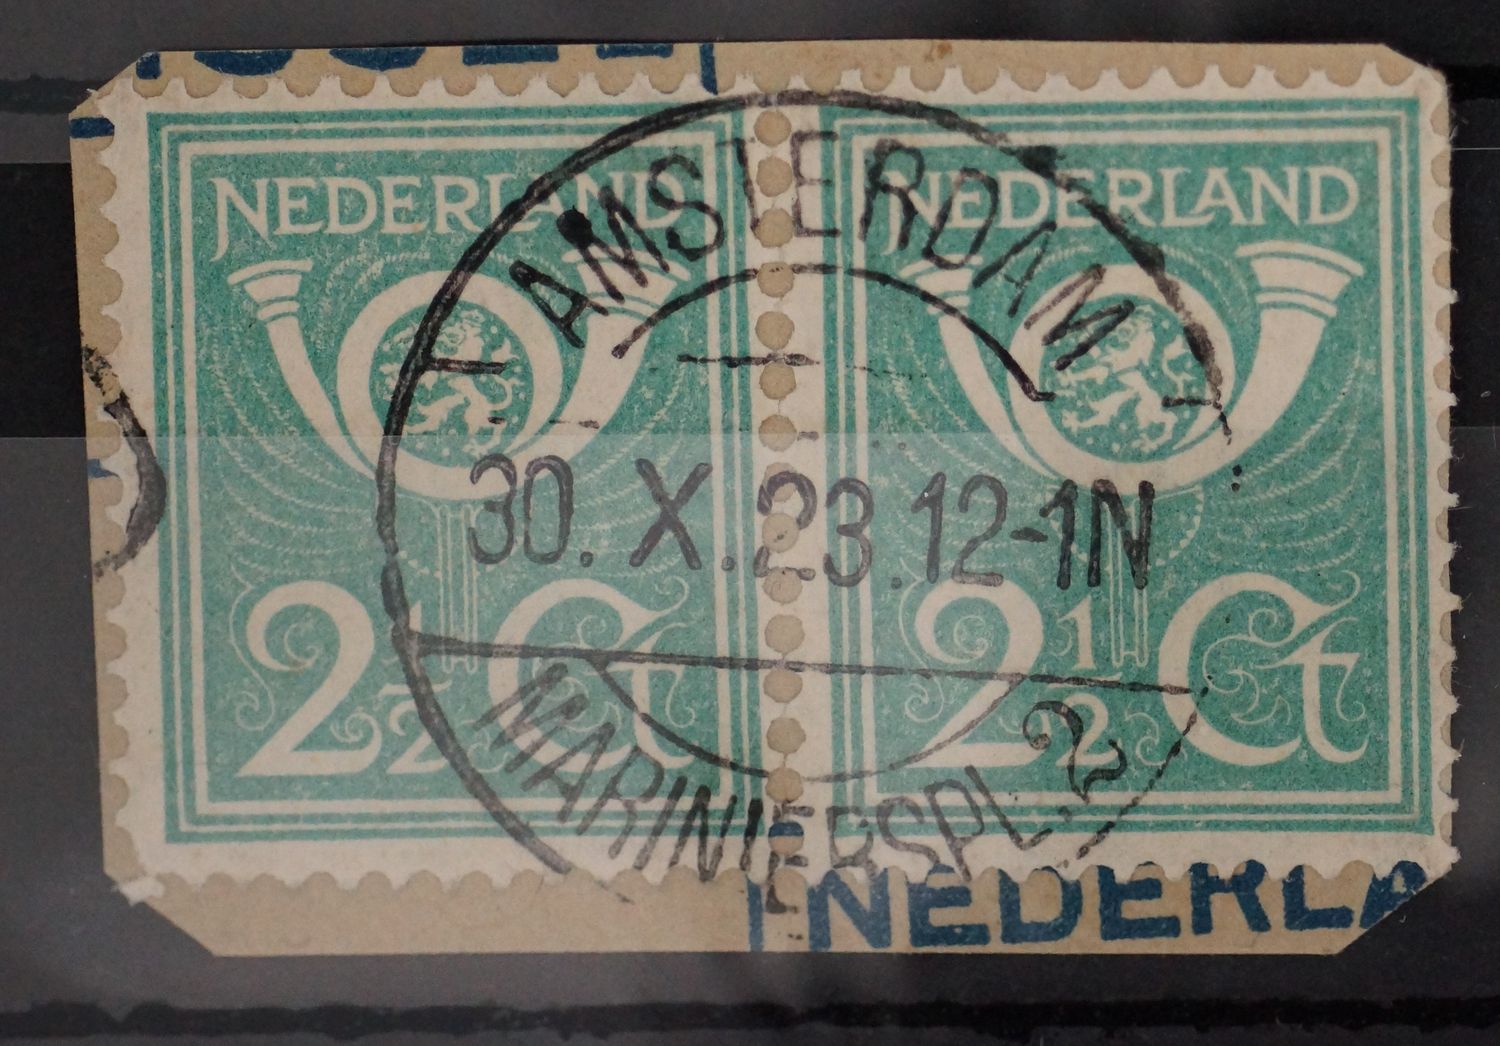 NEDERLAND
NEDERLAND
AMSTERDAM
30.X.23.12-1N
2½ Ct
2½ Ct
MARINIERSPL. 2
NEDERLA